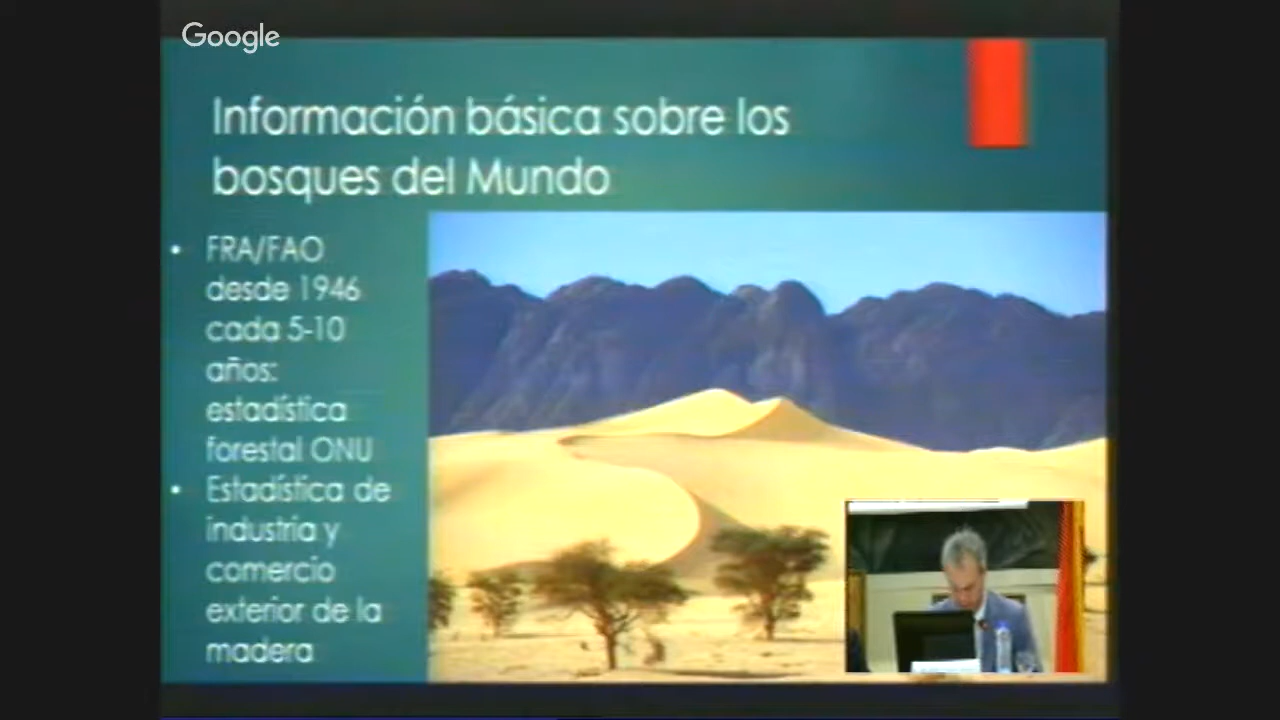 Google
Información básica sobre los
bosques del Mundo
• FRA/FAO
desde 1946
cada 5-10
años:
estadística
forestal ONU
• Estadística de
industria y
comercio
exterior de la
madera